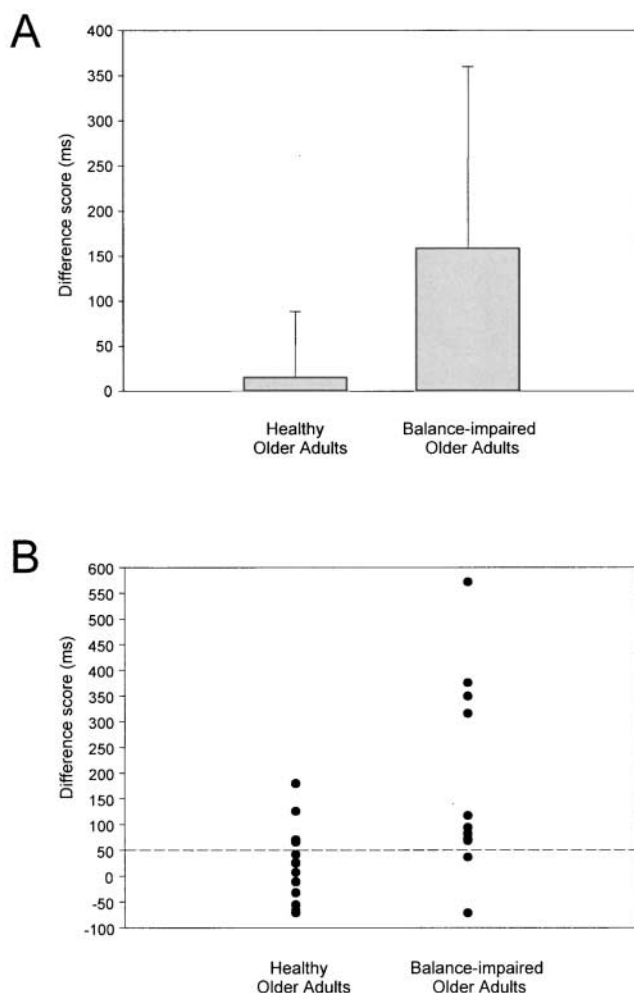 A
400
350
300
250
200
150
100
50
0
Difference score (ms)
Healthy
Older Adults
Balance-impaired
Older Adults
B
600
550
500
450
400
350
300
250
200
150
100
50
0
-50
-100
Difference score (ms)
Healthy
Older Adults
Balance-impaired
Older Adults